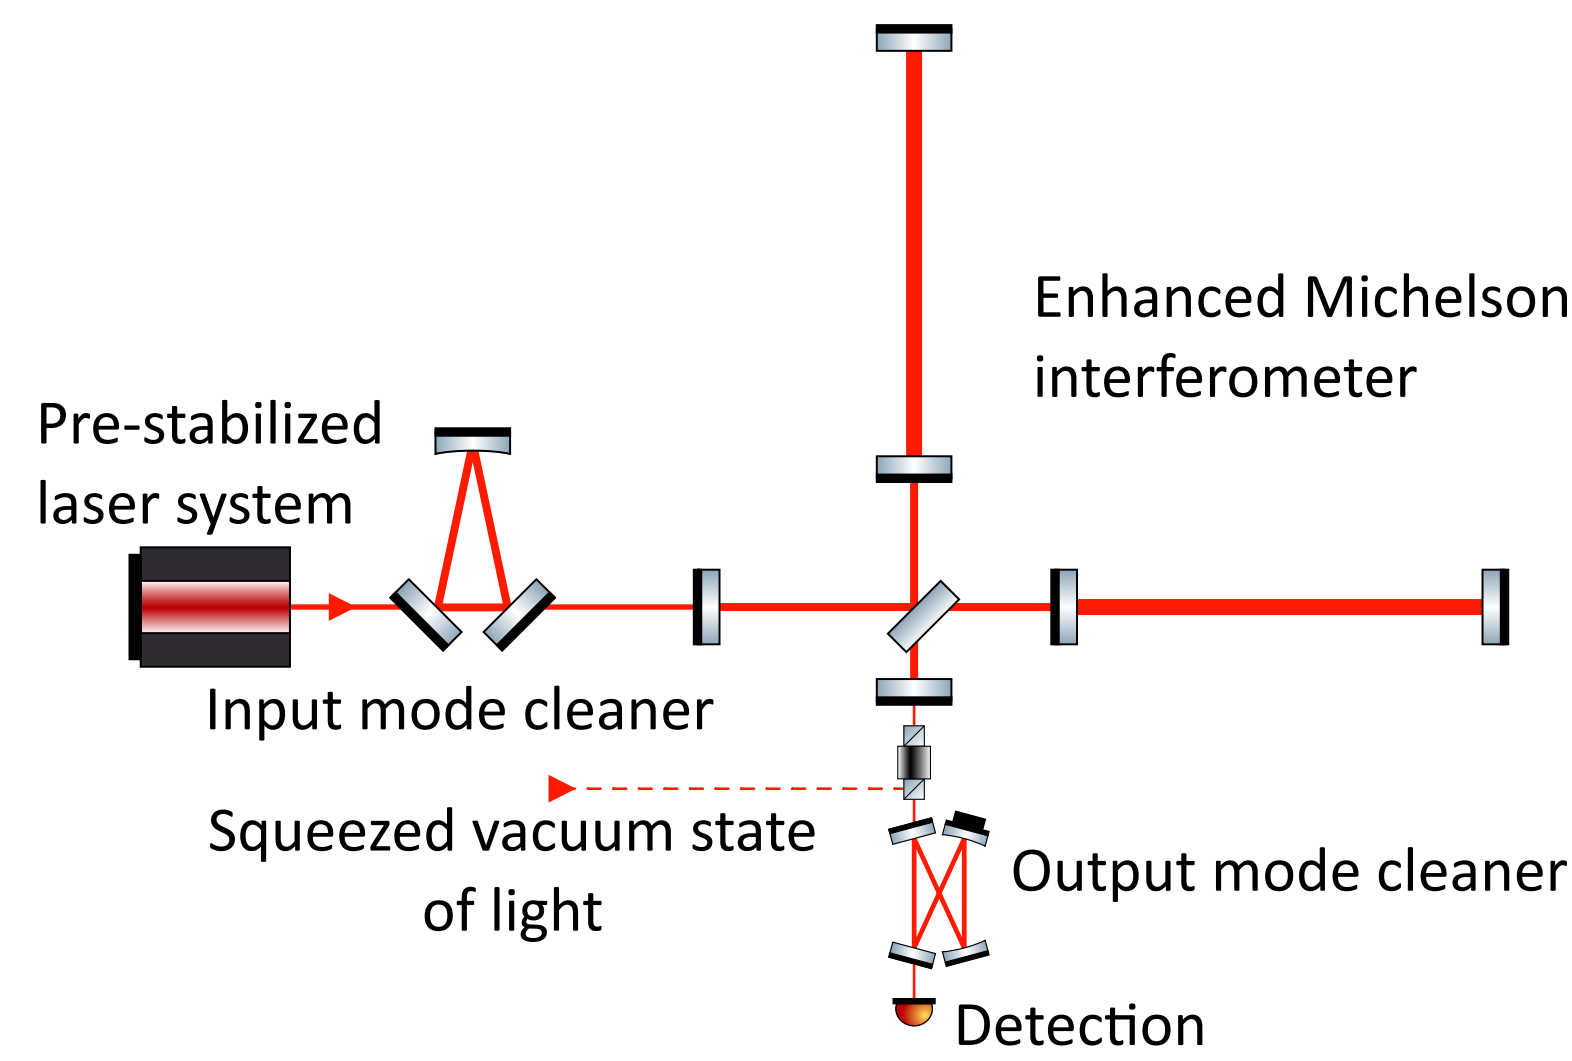 Enhanced Michelson
interferometer
Pre-stabilized
laser system
Input mode cleaner
Squeezed vacuum state
of light
Output mode cleaner
Detection